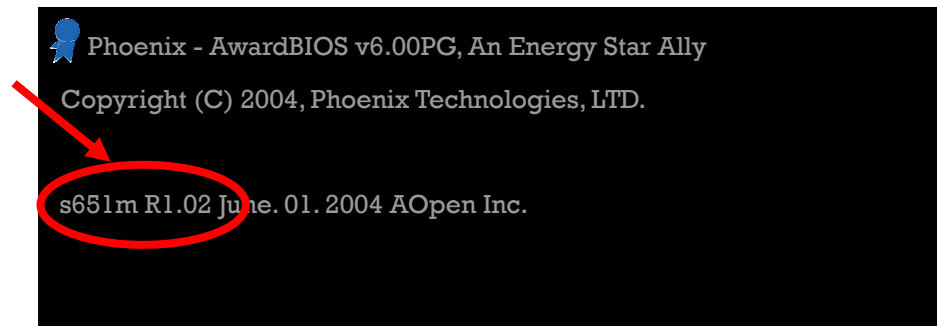 Phoenix - AwardBIOS v6.00PG, An Energy Star Ally
Copyright (C) 2004, Phoenix Technologies, LTD.
s651m R1.02 June. 01. 2004 AOpen Inc.